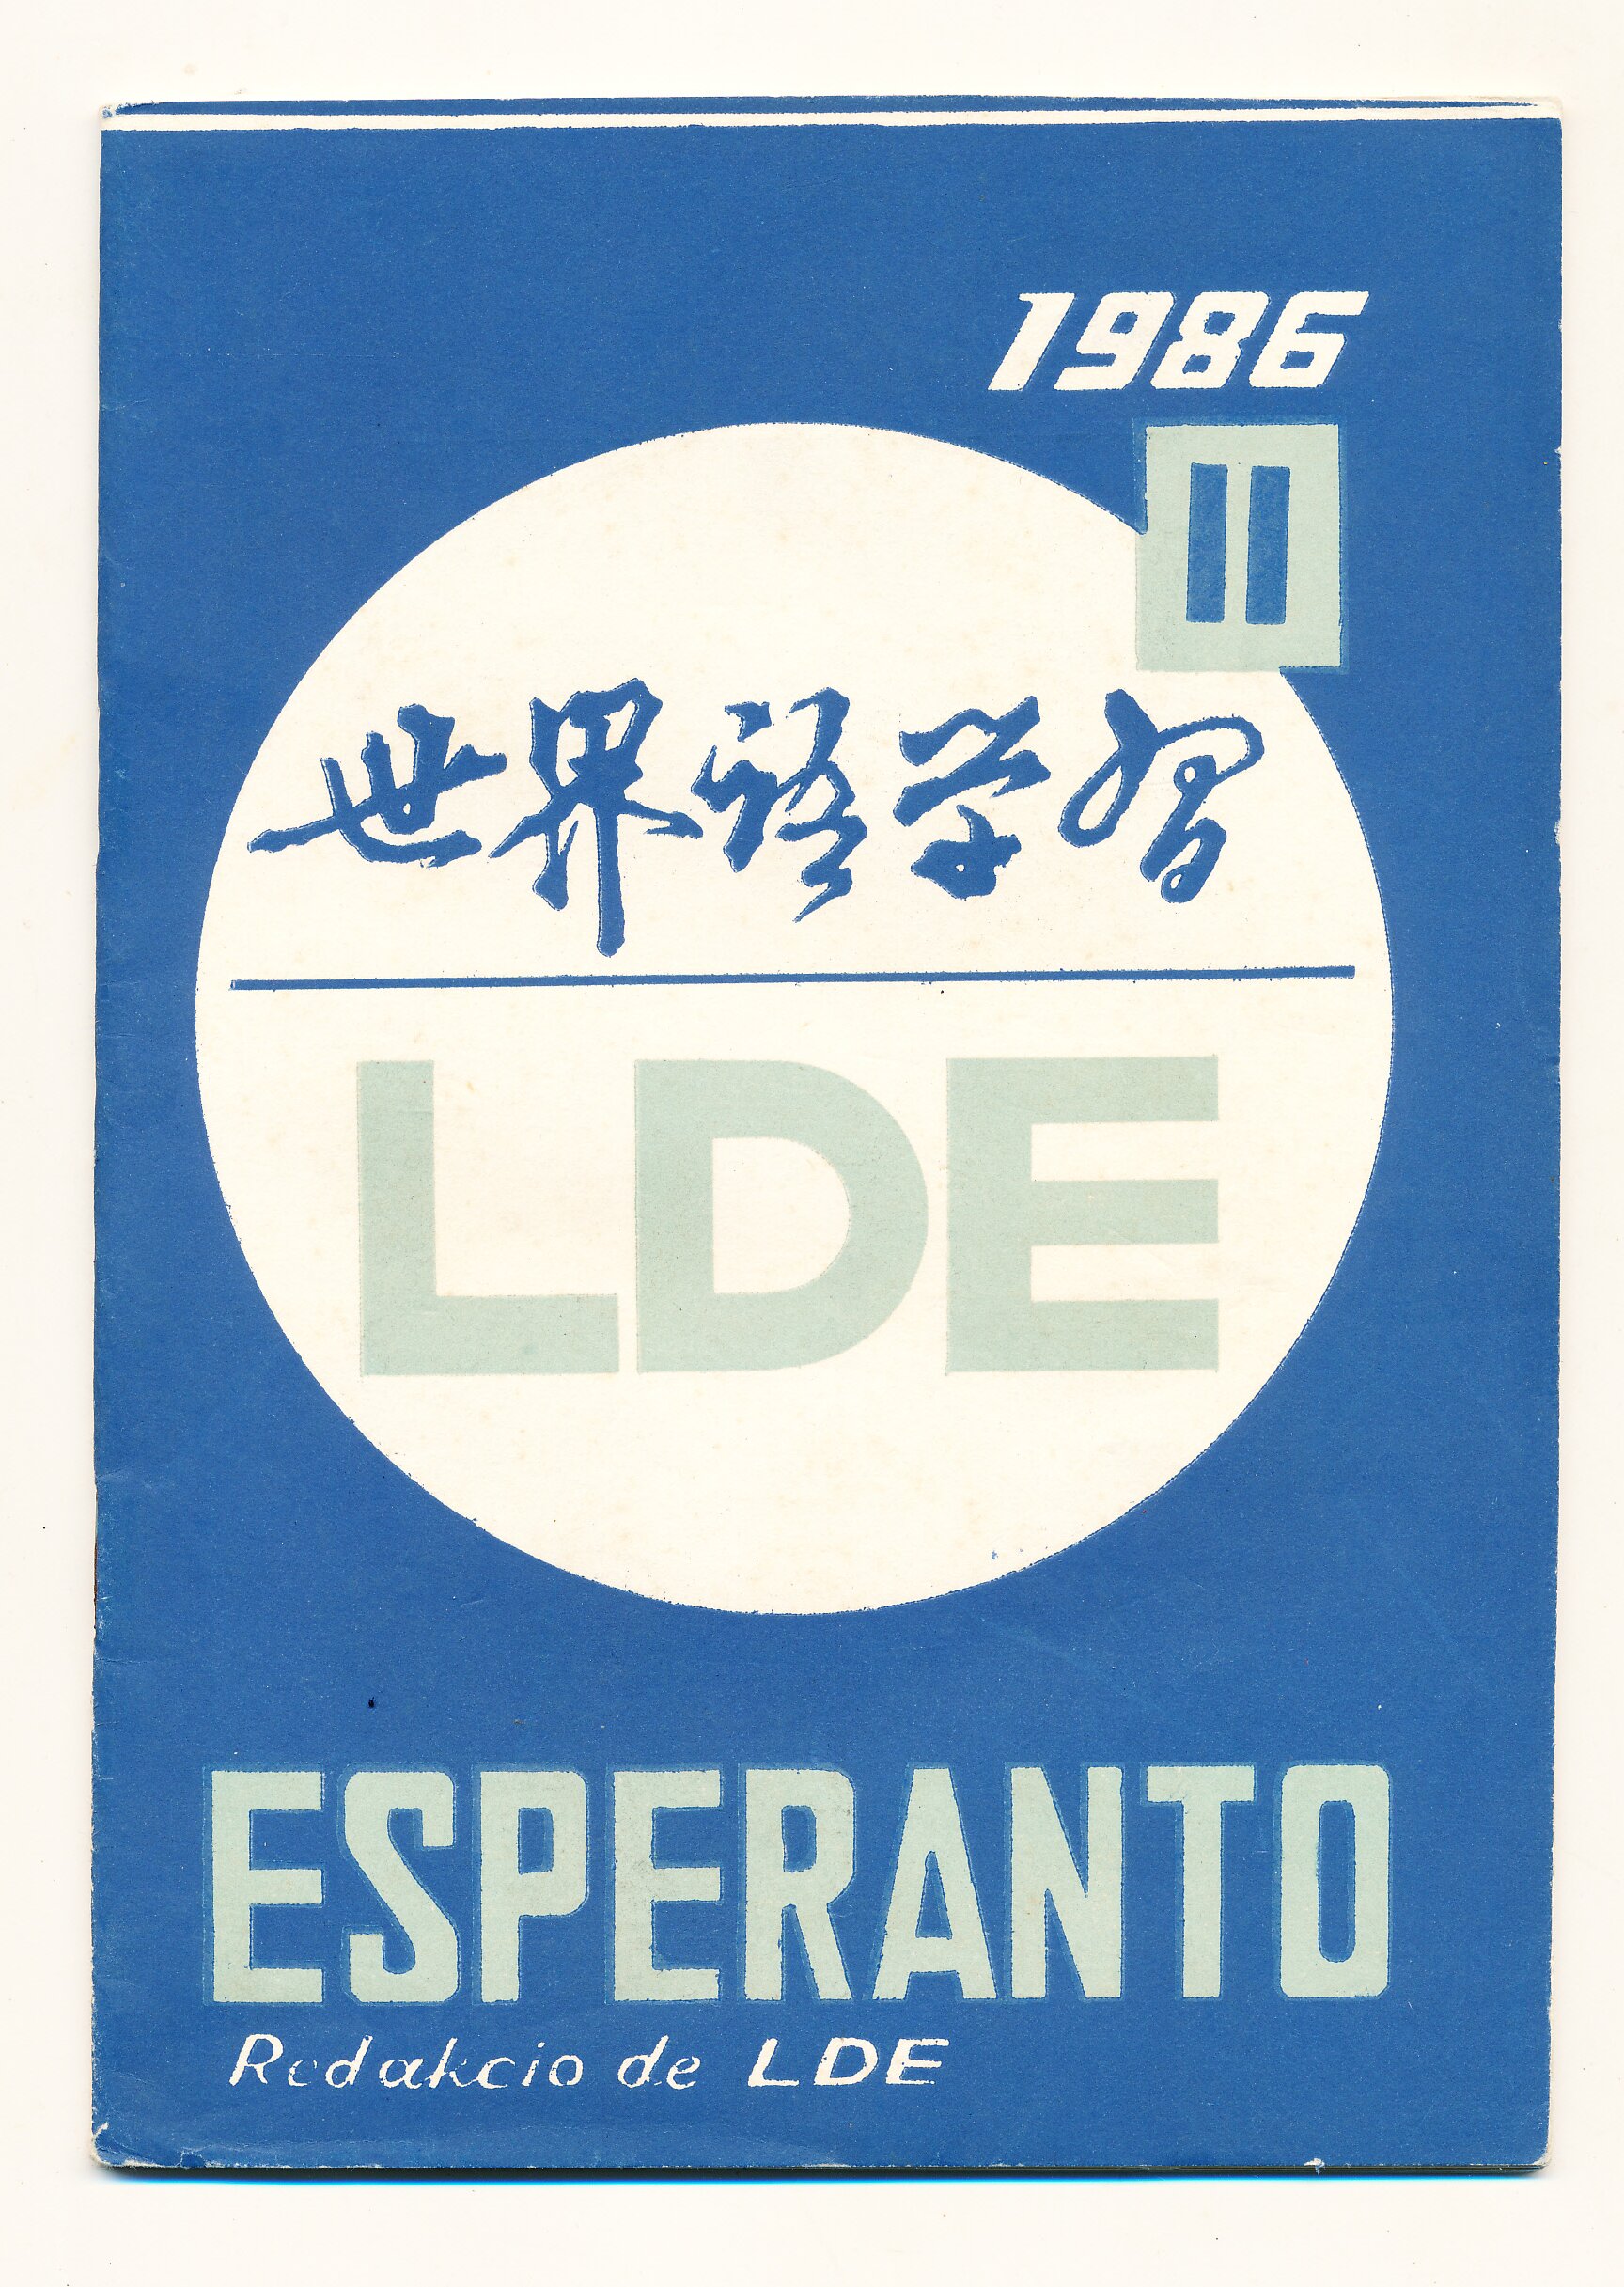 1986
II
世界语学习
LDE
ESPERANTO
Redakcio de LDE